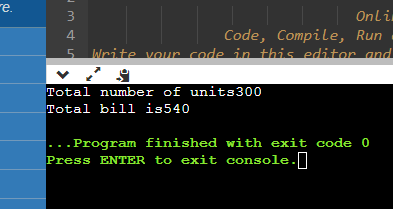 re.
3 Onli
4 Code, Compile, Run
5 Write your code in this editor and
Total number of units300
Total bill is540
...Program finished with exit code 0
Press ENTER to exit console.